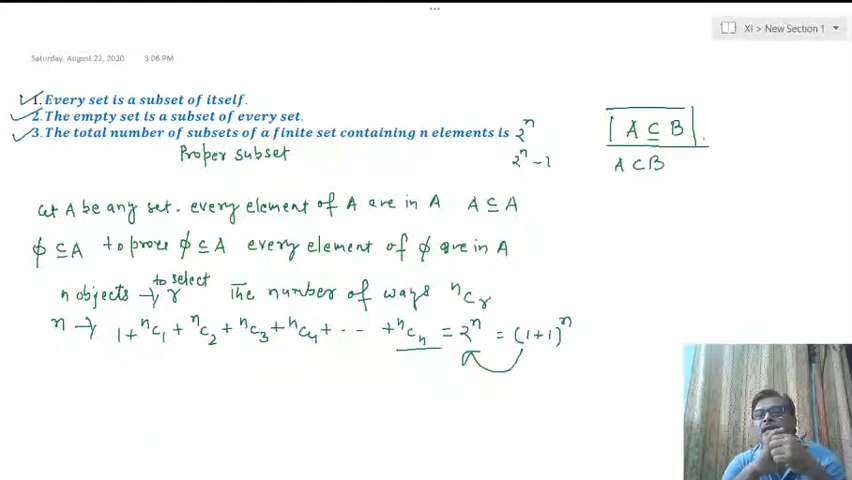 XI > New Section 1
Saturday, August 22, 2020 3:06 PM
1. Every set is a subset of itself.
2. The empty set is a subset of every set.
3. The total number of subsets of a finite set containing n elements is 2^n
Proper subset 2^n - 1
A ⊆ B
A ⊂ B
Let A be any set. every element of A are in A A ⊆ A
ϕ ⊆ A to prove ϕ ⊆ A every element of ϕ are in A
n objects → r to select The number of ways nCr
n → 1 + nC1 + nC2 + nC3 + nC4 + ... + nCn = 2^n = (1+1)^n